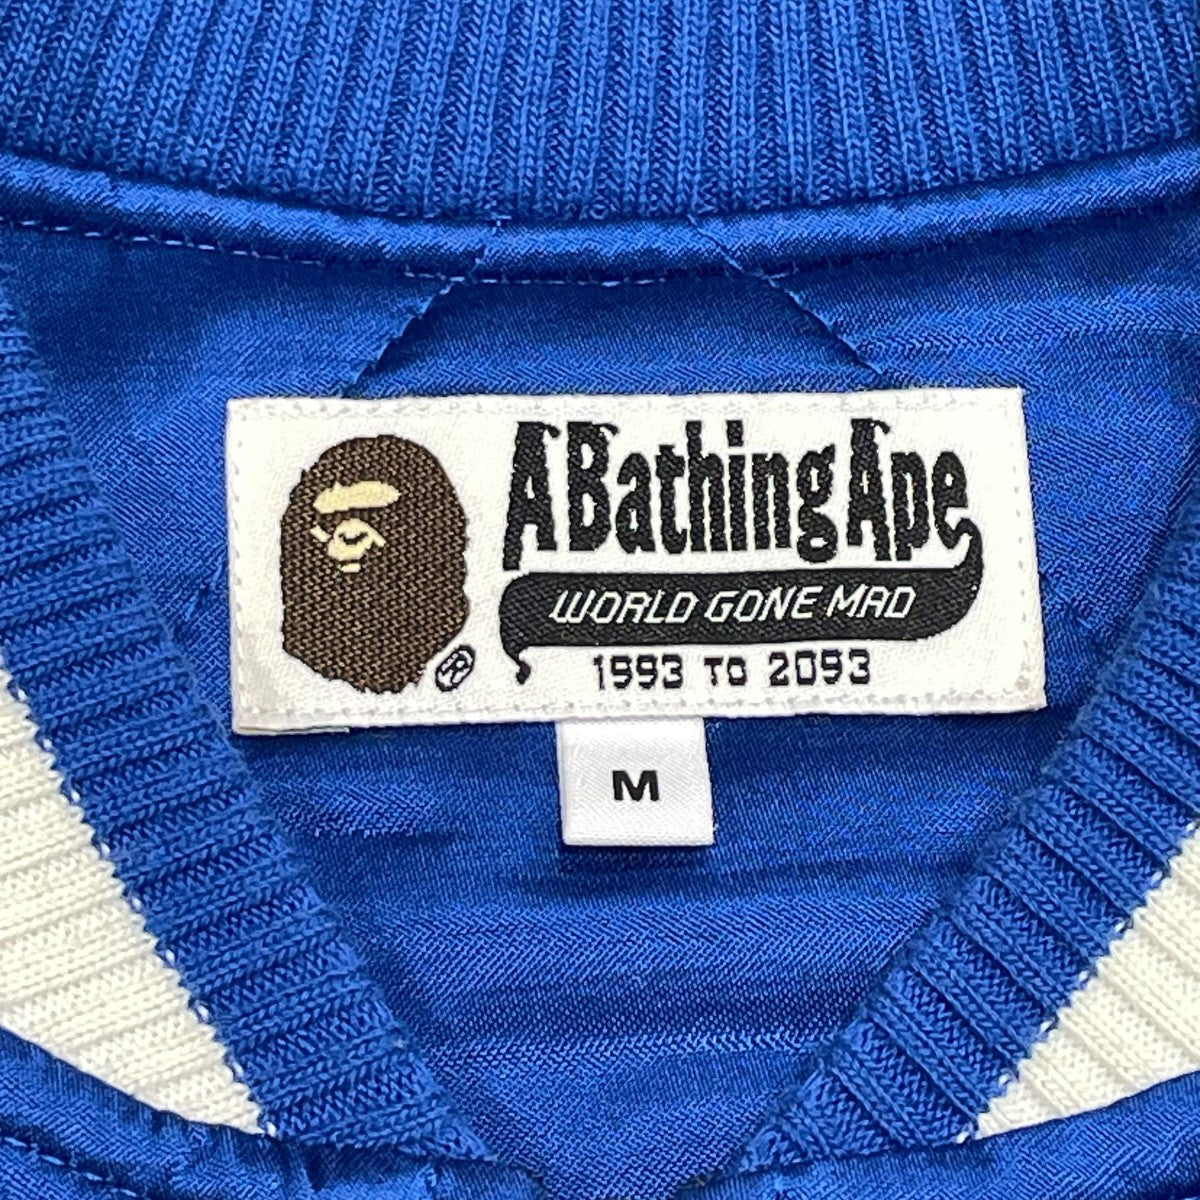 A Bathing Ape
®
WORLD GONE MAD
1993 TO 2093
M